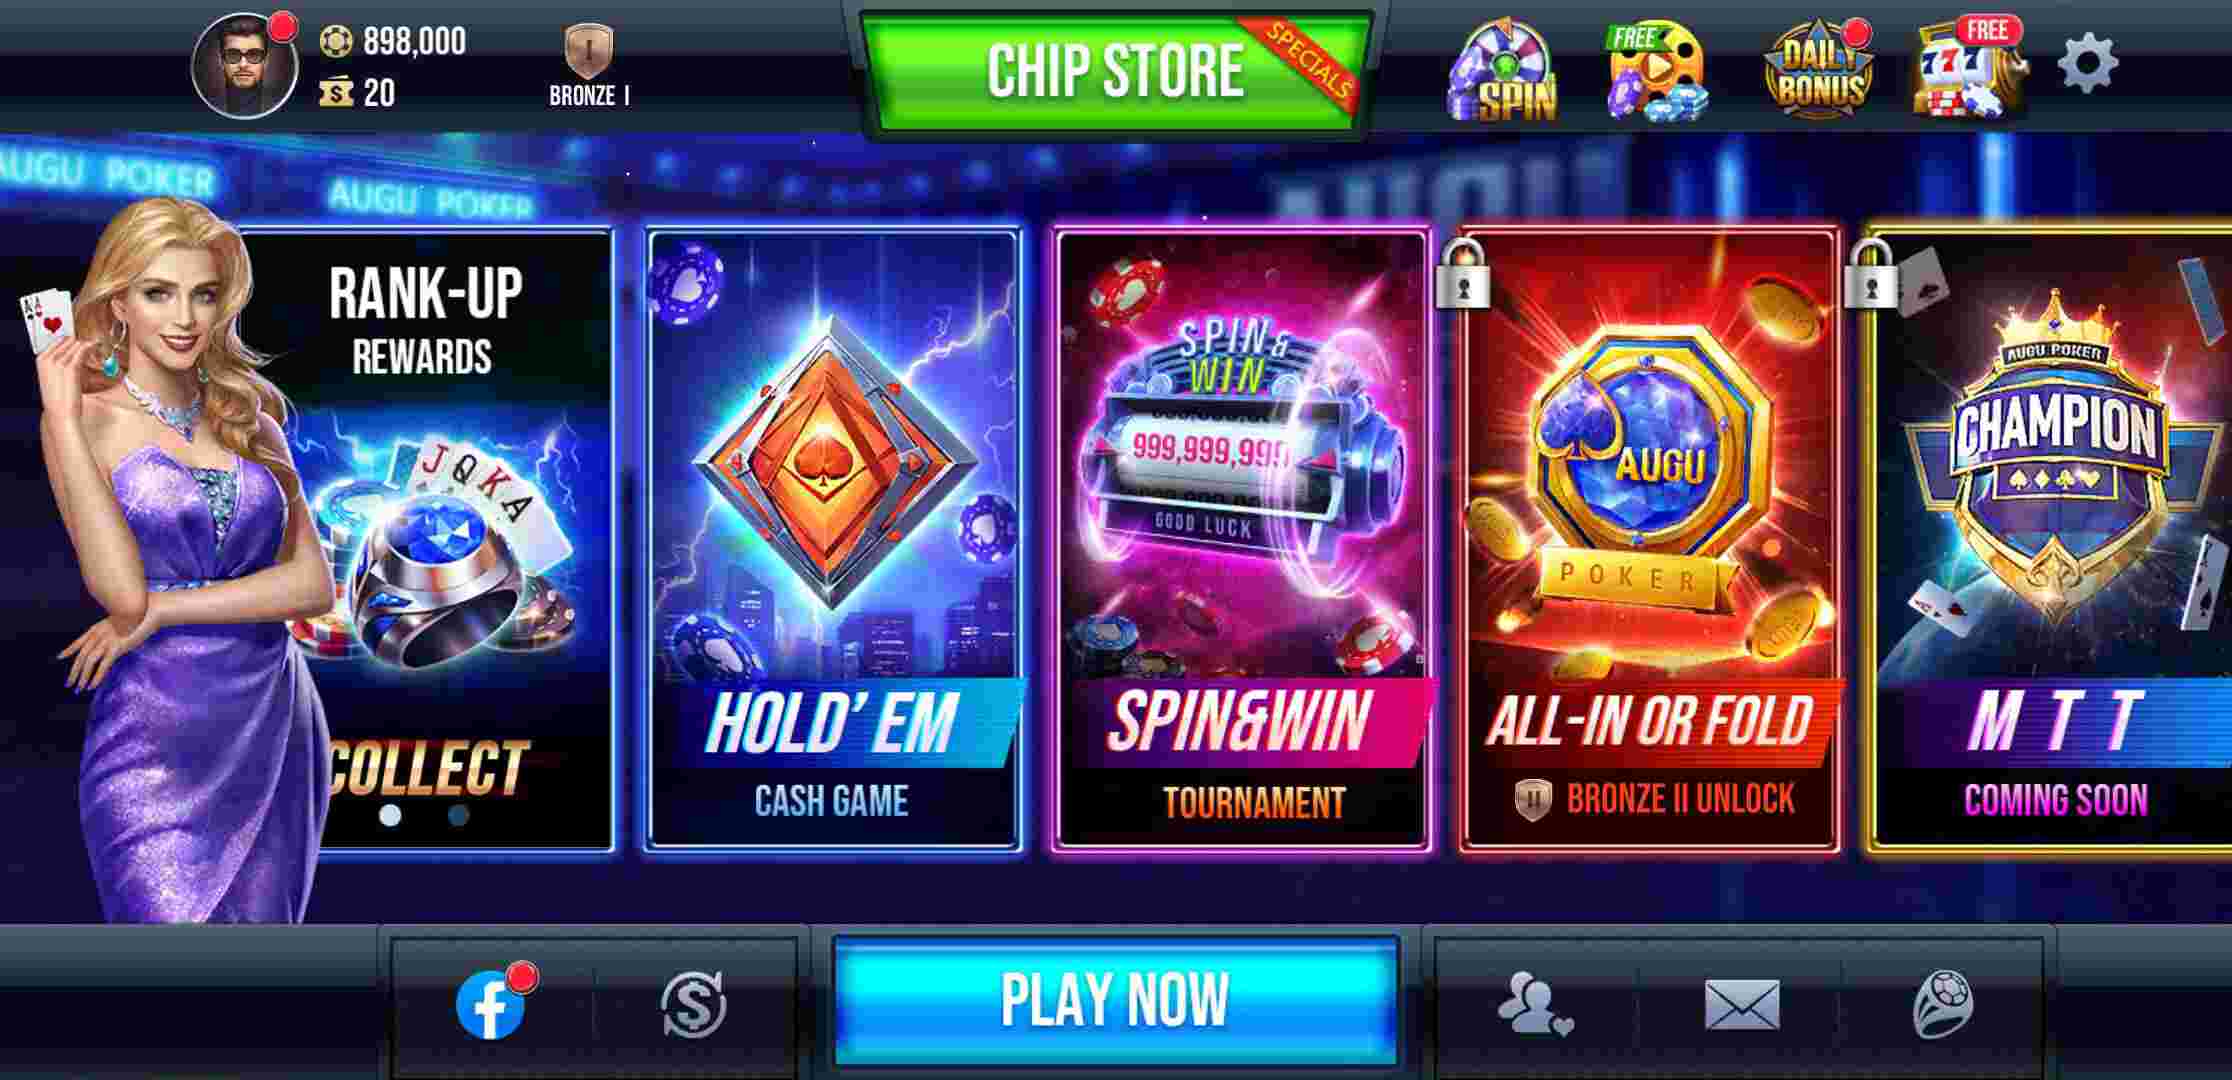 898,000
20
BRONZE I
CHIP STORE
SPECIALS
SPIN
FREE
DAILY
BONUS
FREE
777
AUGU POKER
AUGU POKER
AUGU
RANK-UP
REWARDS
A A
J Q K A
COLLECT
HOLD' EM
CASH GAME
SPIN&
WIN
999,999,999
GOOD LUCK
SPIN&WIN
TOURNAMENT
AUGU
POKER
ALL-IN OR FOLD
II BRONZE II UNLOCK
AUGU POKER
CHAMPION
M T T
COMING SOON
PLAY NOW